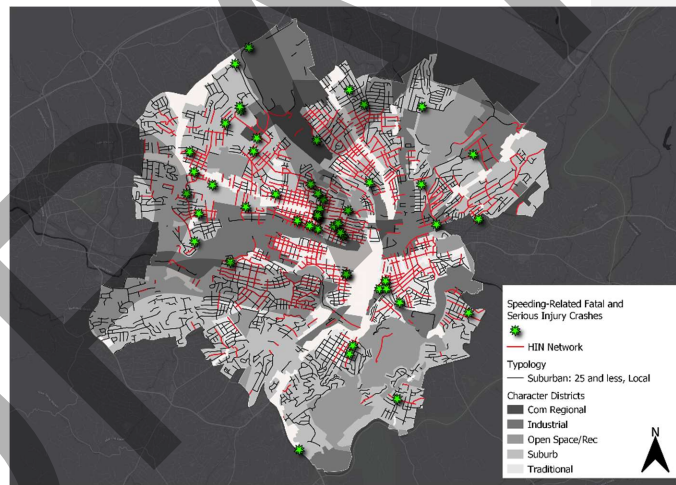 Speeding-Related Fatal and
Serious Injury Crashes
HIN Network
Typology
Suburban: 25 and less, Local
Character Districts
Com Regional
Industrial
Open Space/Rec
Suburb
Traditional
N